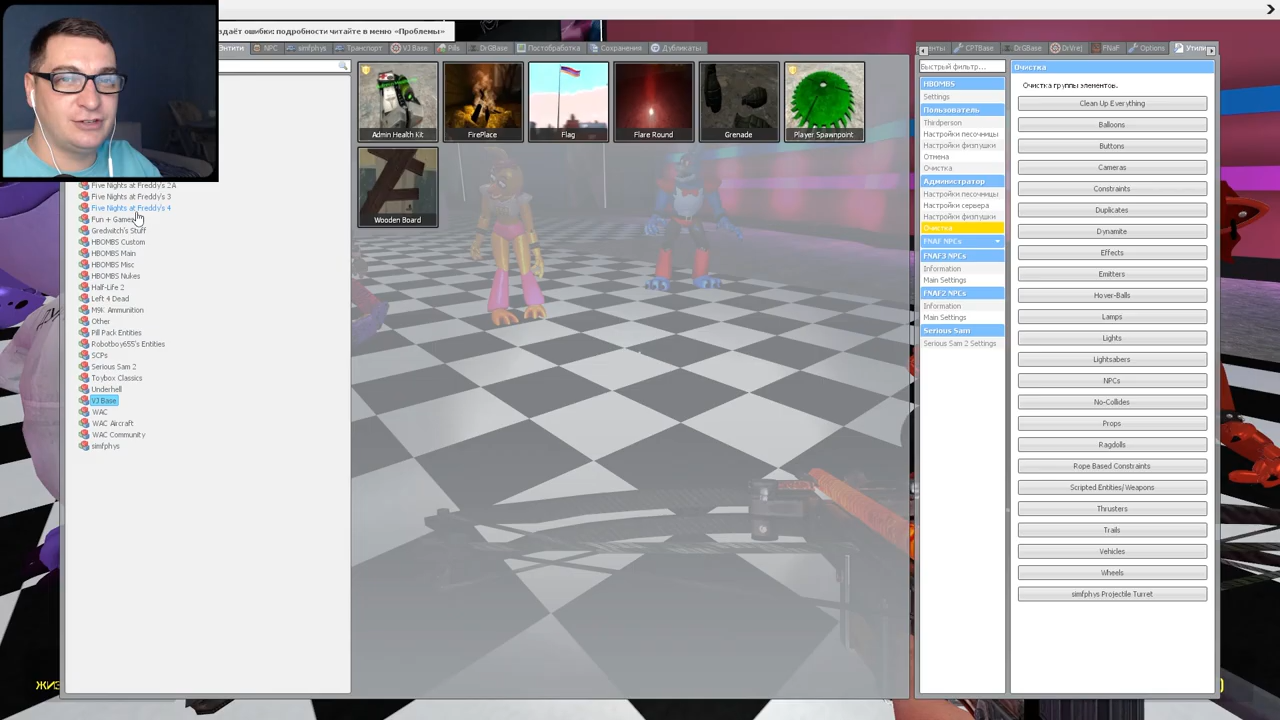 здаёт ошибки: подробности читайте в меню «Проблемы»
нтити NPC simfphys Транспорт VJ Base Pills DrGBase Постобработка Сохранения Дубликаты
енты CPTBase DrGBase DrVrej FNaF Options Утили
Admin Health Kit
FirePlace
Flag
Flare Round
Grenade
Player Spawnpoint
Wooden Board
Five Nights at Freddy's 2A
Five Nights at Freddy's 3
Five Nights at Freddy's 4
Fun + Games
Gredwitch's Stuff
HBOMBS Custom
HBOMBS Main
HBOMBS Misc
HBOMBS Nukes
Half-Life 2
Left 4 Dead
M9K Ammunition
Other
Pill Pack Entities
Robotboy655's Entities
SCPs
Serious Sam 2
Toybox Classics
Underhell
VJ Base
WAC
WAC Aircraft
WAC Community
simfphys
Быстрый фильтр...
HBOMBS
Settings
Пользователь
Thirdperson
Настройки песочницы
Настройки физпушки
Отмена
Очистка
Администратор
Настройки песочницы
Настройки сервера
Настройки физпушки
Очистка
FNAF NPCs
FNAF3 NPCs
Information
Main Settings
FNAF2 NPCs
Information
Main Settings
Serious Sam
Serious Sam 2 Settings
Очистка
Очистка группы элементов.
Clean Up Everything
Balloons
Buttons
Cameras
Constraints
Duplicates
Dynamite
Effects
Emitters
Hover-Balls
Lamps
Lights
Lightsabers
NPCs
No-Collides
Props
Ragdolls
Rope Based Constraints
Scripted Entities/Weapons
Thrusters
Trails
Vehicles
Wheels
simfphys Projectile Turret